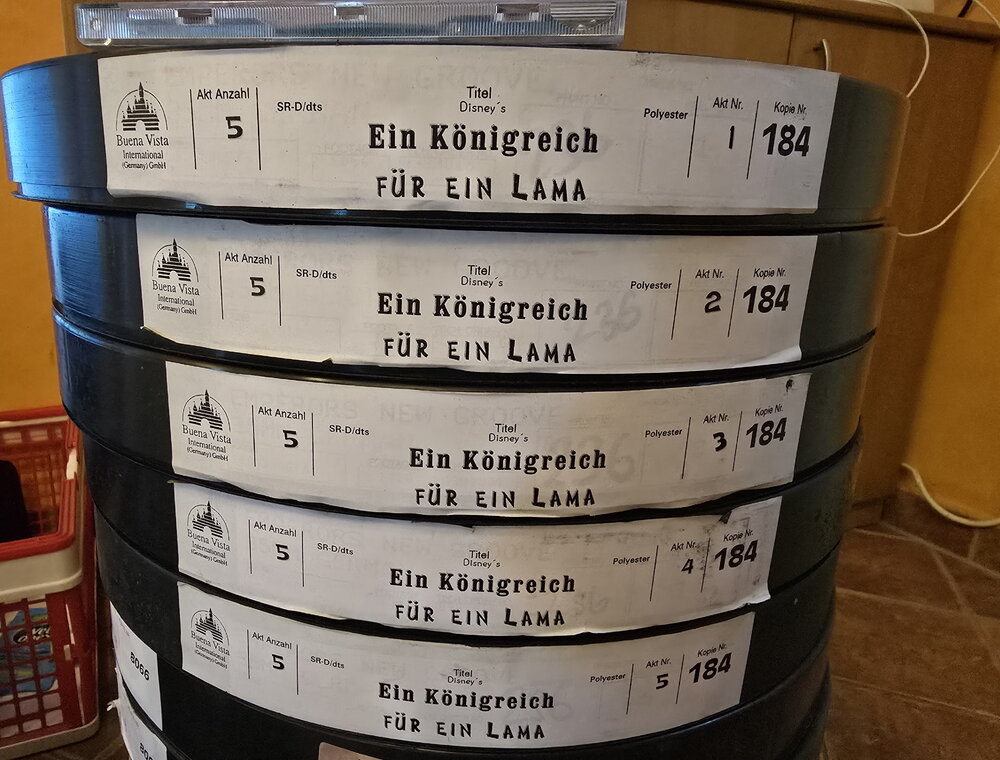 Akt Anzahl
5
SR-D/dts
Titel
Disney´s
Ein Königreich
FÜR EIN LAMA
Polyester
Akt Nr.
1
Kopie Nr.
184
Buena Vista
International
(Germany) GmbH
Akt Anzahl
5
SR-D/dts
Titel
Disney´s
Ein Königreich
FÜR EIN LAMA
Polyester
Akt Nr.
2
Kopie Nr.
184
Buena Vista
International
(Germany) GmbH
Akt Anzahl
5
SR-D/dts
Titel
Disney´s
Ein Königreich
FÜR EIN LAMA
Polyester
Akt Nr.
3
Kopie Nr.
184
Buena Vista
International
(Germany) GmbH
Akt Anzahl
5
SR-D/dts
Titel
Disney´s
Ein Königreich
FÜR EIN LAMA
Polyester
Akt Nr.
4
Kopie Nr.
184
Buena Vista
International
(Germany) GmbH
Akt Anzahl
5
SR-D/dts
Titel
Disney´s
Ein Königreich
FÜR EIN LAMA
Polyester
Akt Nr.
5
Kopie Nr.
184
Buena Vista
International
(Germany) GmbH
8066